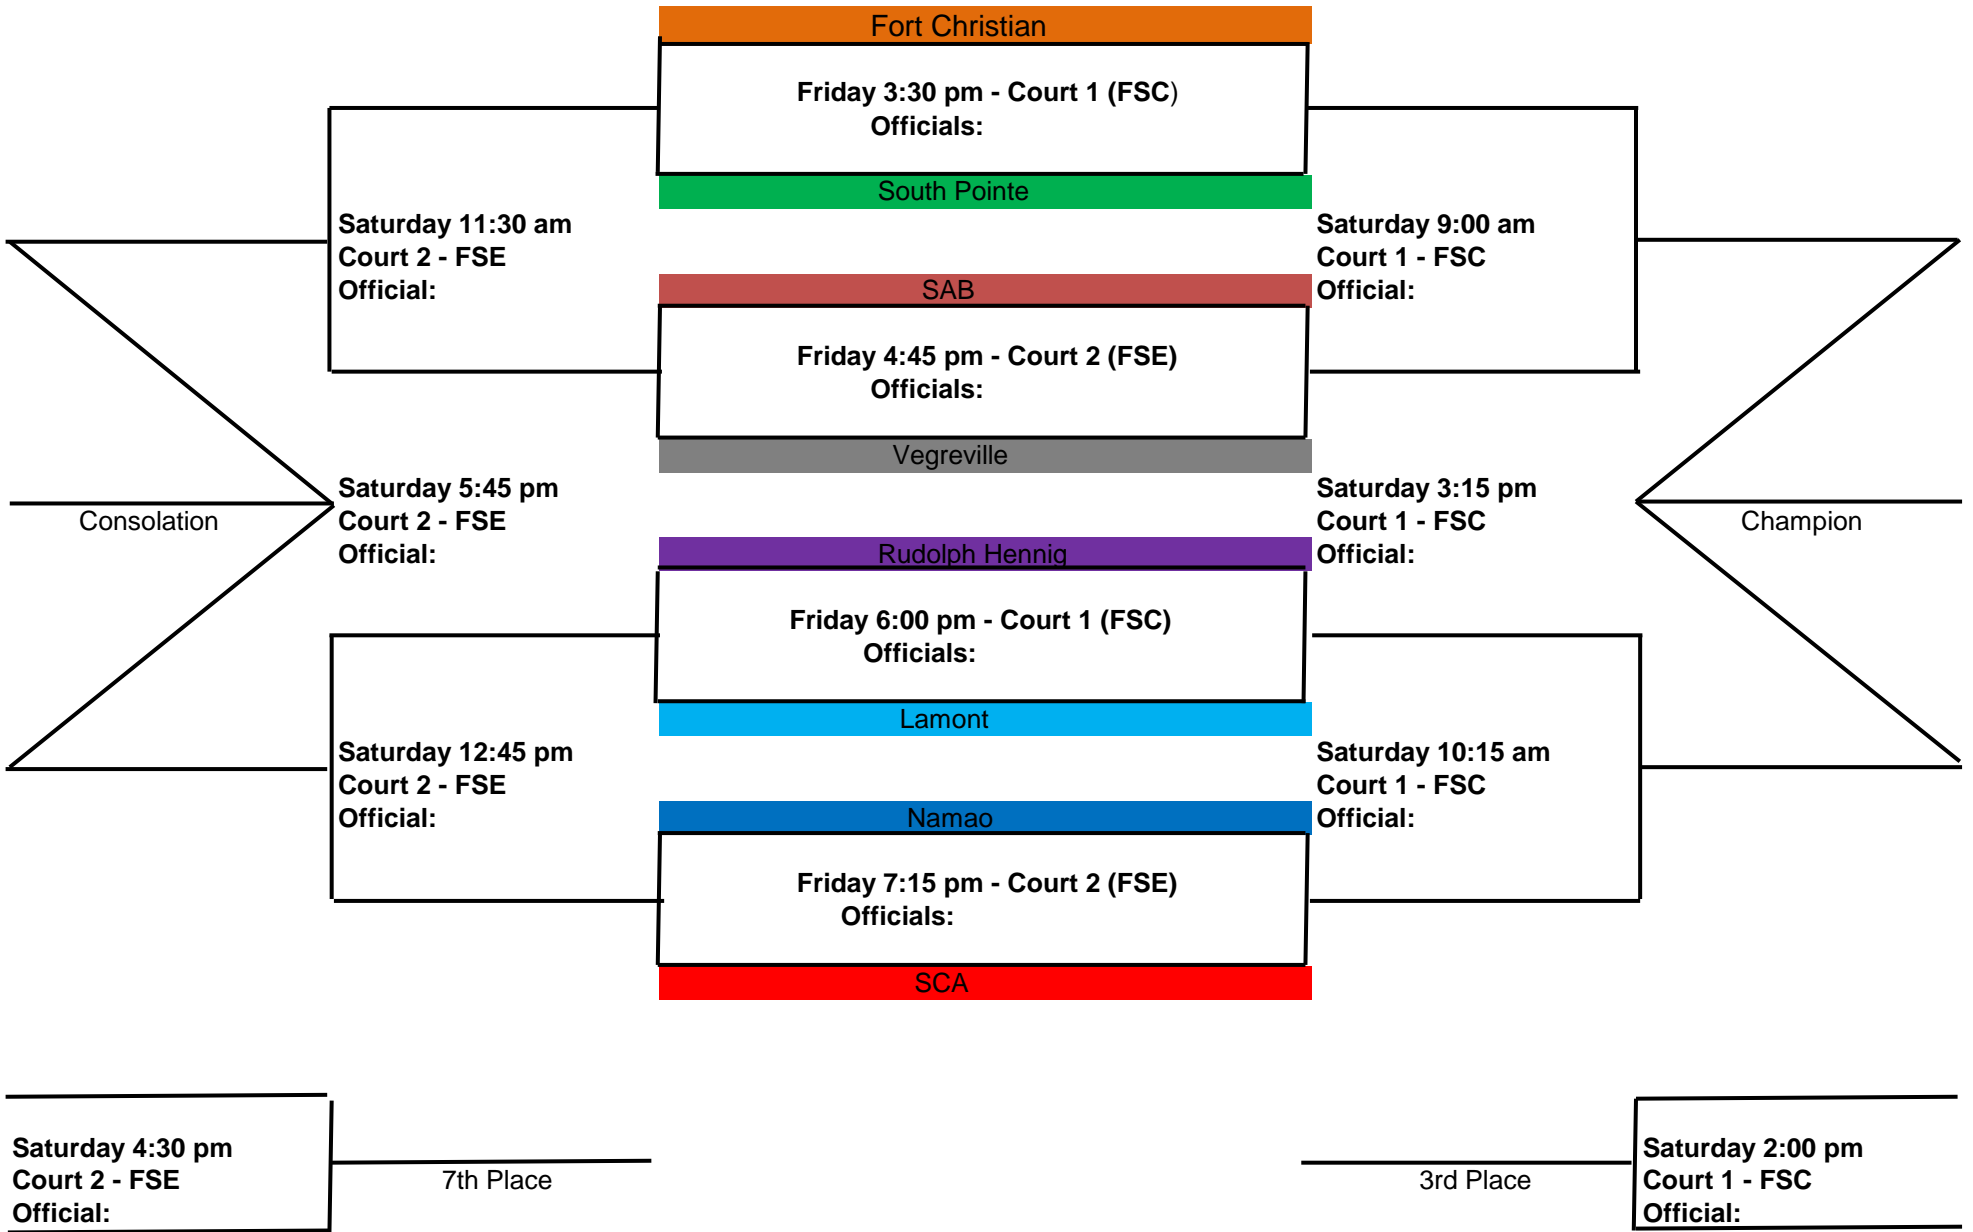 Fort Christian
Friday 3:30 pm - Court 1 (FSC)
Officials:
South Pointe
Saturday 11:30 am
Court 2 - FSE
Official:
Saturday 9:00 am
Court 1 - FSC
Official:
SAB
Friday 4:45 pm - Court 2 (FSE)
Officials:
Vegreville
Consolation
Saturday 5:45 pm
Court 2 - FSE
Official:
Saturday 3:15 pm
Court 1 - FSC
Official:
Champion
Rudolph Hennig
Friday 6:00 pm - Court 1 (FSC)
Officials:
Lamont
Saturday 12:45 pm
Court 2 - FSE
Official:
Saturday 10:15 am
Court 1 - FSC
Official:
Namao
Friday 7:15 pm - Court 2 (FSE)
Officials:
SCA
Saturday 4:30 pm
Court 2 - FSE
Official:
7th Place
3rd Place
Saturday 2:00 pm
Court 1 - FSC
Official: